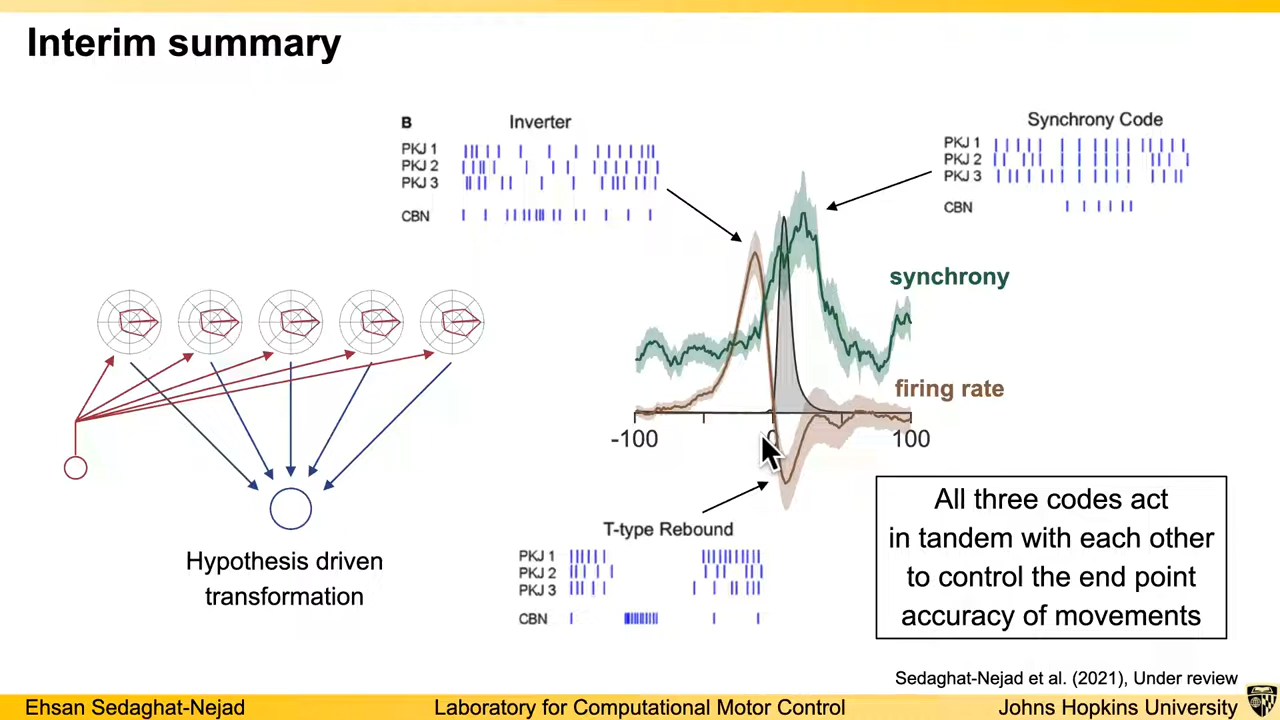 Interim summary
B Inverter
PKJ 1
PKJ 2
PKJ 3
CBN
Synchrony Code
PKJ 1
PKJ 2
PKJ 3
CBN
synchrony
firing rate
-100 0 100
T-type Rebound
PKJ 1
PKJ 2
PKJ 3
CBN
Hypothesis driven
transformation
All three codes act
in tandem with each other
to control the end point
accuracy of movements
Sedaghat-Nejad et al. (2021), Under review
Ehsan Sedaghat-Nejad Laboratory for Computational Motor Control Johns Hopkins University